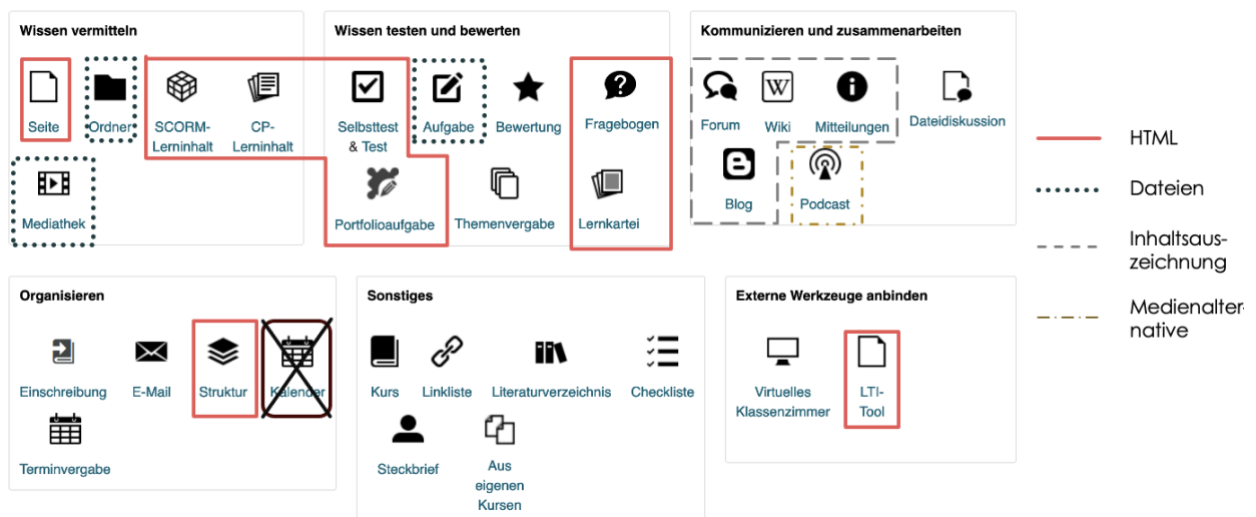 Wissen vermitteln
Seite
Ordner
SCORM-
Lerninhalt
CP-
Lerninhalt
Mediathek
Wissen testen und bewerten
Selbsttest
& Test
Aufgabe
Bewertung
Fragebogen
Portfolioaufgabe
Themenvergabe
Lernkartei
Kommunizieren und zusammenarbeiten
Forum
W
Wiki
Mitteilungen
Dateidiskussion
Blog
Podcast
HTML
Dateien
Inhaltsaus-
zeichnung
Medienalter-
native
Organisieren
Einschreibung
E-Mail
Struktur
Kalender
Terminvergabe
Sonstiges
Kurs
Linkliste
Literaturverzeichnis
Checkliste
Steckbrief
Aus
eigenen
Kursen
Externe Werkzeuge anbinden
Virtuelles
Klassenzimmer
LTI-
Tool